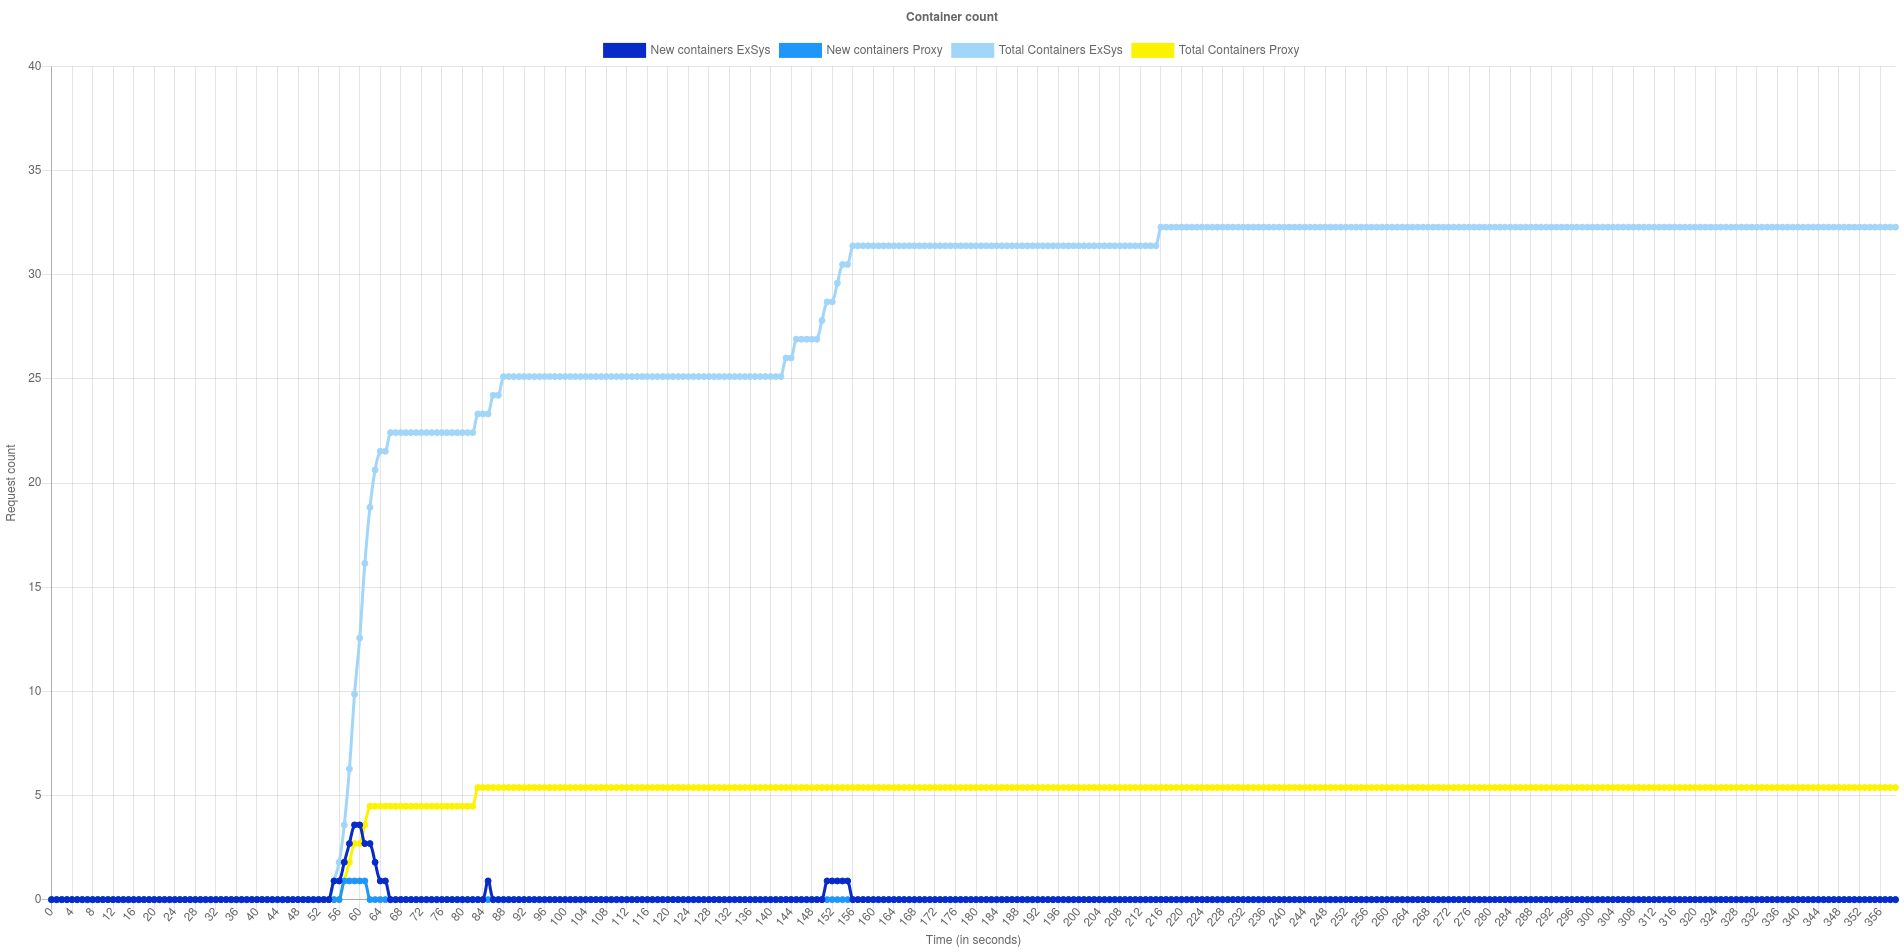 Container count
New containers ExSys New containers Proxy Total Containers ExSys Total Containers Proxy
40
35
30
25
20
15
10
5
0
Request count
0 4 8 12 16 20 24 28 32 36 40 44 48 52 56 60 64 68 72 76 80 84 88 92 96 100 104 108 112 116 120 124 128 132 136 140 144 148 152 156 160 164 168 172 176 180 184 188 192 196 200 204 208 212 216 220 224 228 232 236 240 244 248 252 256 260 264 268 272 276 280 284 288 292 296 300 304 308 312 316 320 324 328 332 336 340 344 348 352 356
Time (in seconds)